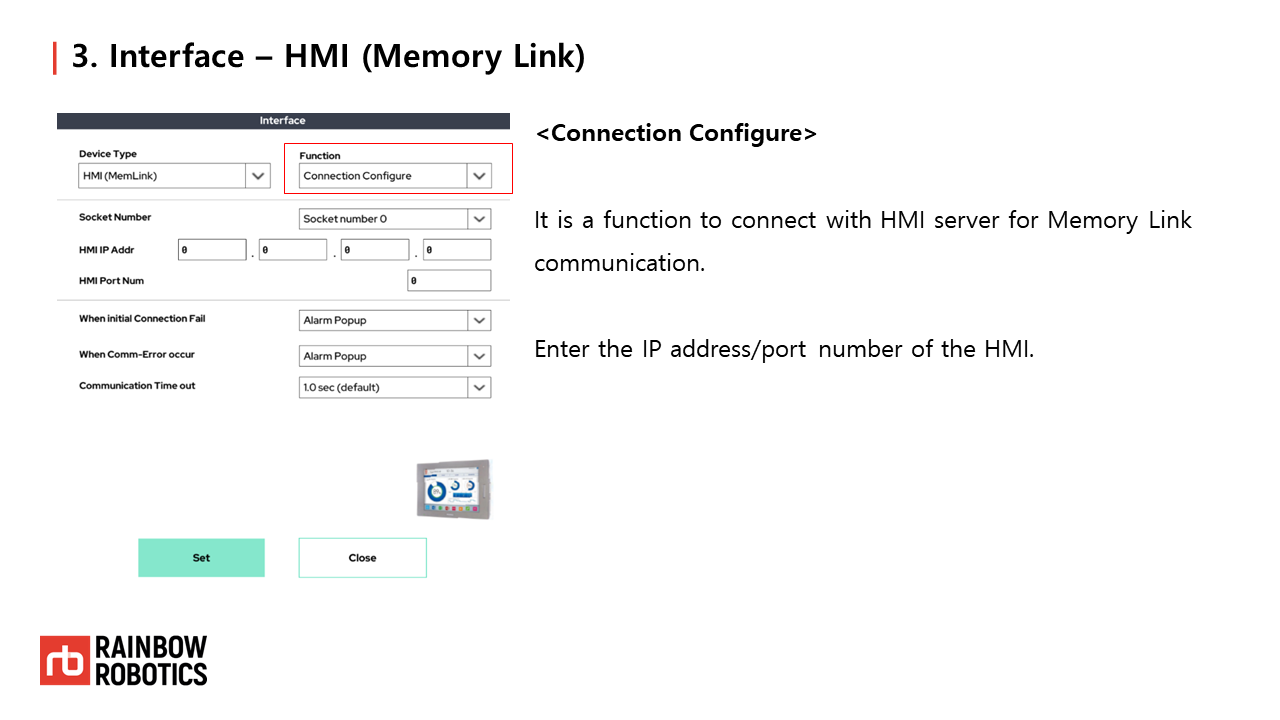 3. Interface – HMI (Memory Link)
Interface
Device Type
HMI (MemLink)
Function
Connection Configure
Socket Number
Socket number 0
HMI IP Addr
0 . 0 . 0 . 0
HMI Port Num
0
When initial Connection Fail
Alarm Popup
When Comm-Error occur
Alarm Popup
Communication Time out
1.0 sec (default)
Set
Close
<Connection Configure>
It is a function to connect with HMI server for Memory Link
communication.
Enter the IP address/port number of the HMI.
rb
RAINBOW
ROBOTICS